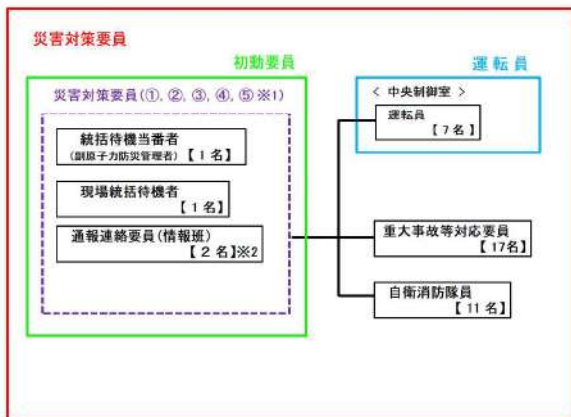 災害対策要員
初動要員
災害対策要員(①, ②, ③, ④, ⑤ ※1)
統括待機当番者
(副原子力防災管理者) 【1名】
現場統括待機者
【1名】
通報連絡要員(情報班)
【2名】※2
運転員
< 中央制御室 >
運転員
【7名】
重大事故等対応要員
【17名】
自衛消防隊員
【11名】